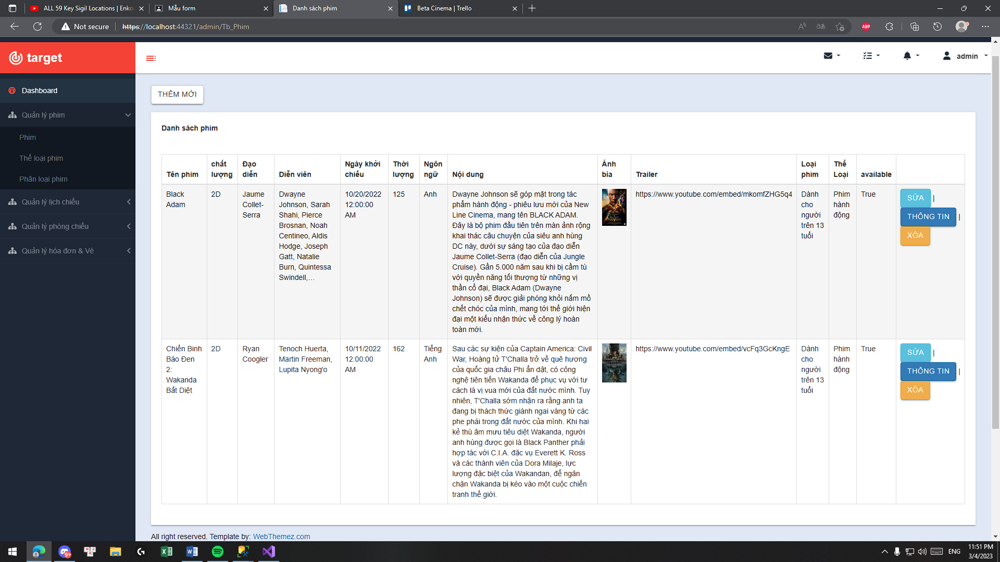 ALL 59 Key Sigil Locations | Enko
Mẫu form
Danh sách phim
Beta Cinema | Trello
Not secure
https://localhost:44321/admin/Tb_Phim
ABP
target
admin
Dashboard
Quản lý phim
Phim
Thể loại phim
Phân loại phim
Quản lý lịch chiếu
Quản lý phòng chiếu
Quản lý hóa đơn & Vé
THÊM MỚI
Danh sách phim
Tên phim
chất
lượng
Đạo
diễn
Diễn viên
Ngày khởi
chiếu
Thời
lượng
Ngôn
ngữ
Nội dung
Ảnh
bìa
Trailer
Loại
phim
Thể
Loại
available
Black
Adam
2D
Jaume
Collet-
Serra
Dwayne
Johnson, Sarah
Shahi, Pierce
Brosnan, Noah
Centineo, Aldis
Hodge, Joseph
Gatt, Natalie
Burn, Quintessa
Swindell,…
10/20/2022
12:00:00
AM
125
Anh
Dwayne Johnson sẽ góp mặt trong tác
phẩm hành động - phiêu lưu mới của New
Line Cinema, mang tên BLACK ADAM.
Đây là bộ phim đầu tiên trên màn ảnh rộng
khai thác câu chuyện của siêu anh hùng
DC này, dưới sự sáng tạo của đạo diễn
Jaume Collet-Serra (đạo diễn của Jungle
Cruise). Gần 5.000 năm sau khi bị cầm tù
với quyền năng tối thượng từ những vị
thần cổ đại, Black Adam (Dwayne
Johnson) sẽ được giải phóng khỏi nấm mồ
chết chóc của mình, mang tới thế giới hiện
đại một kiểu nhận thức về công lý hoàn
toàn mới.
https://www.youtube.com/embed/mkomfZHG5q4
Dành
cho
người
trên 13
tuổi
Phim
hành
động
True
SỬA |
THÔNG TIN |
XÓA
Chiến Binh
Báo Đen
2:
Wakanda
Bất Diệt
2D
Ryan
Coogler
Tenoch Huerta,
Martin Freeman,
Lupita Nyong'o
10/11/2022
12:00:00
AM
162
Tiếng
Anh
Sau các sự kiện của Captain America: Civil
War, Hoàng tử T'Challa trở về quê hương
của quốc gia châu Phi ẩn dật, có công
nghệ tiên tiến Wakanda để phục vụ với tư
cách là vị vua mới của đất nước mình. Tuy
nhiên, T'Challa sớm nhận ra rằng anh ta
đang bị thách thức giành ngai vàng từ các
phe phái trong đất nước của mình. Khi hai
kẻ thù âm mưu tiêu diệt Wakanda, người
anh hùng được gọi là Black Panther phải
hợp tác với C.I.A. đặc vụ Everett K. Ross
và các thành viên của Dora Milaje, lực
lượng đặc biệt của Wakandan, để ngăn
chặn Wakanda bị kéo vào một cuộc chiến
tranh thế giới.
https://www.youtube.com/embed/vcFq3GcKngE
Dành
cho
người
trên 13
tuổi
Phim
hành
động
True
SỬA |
THÔNG TIN |
XÓA
All right reserved. Template by: WebThemez.com
9+
ENG
11:51 PM
3/4/2023